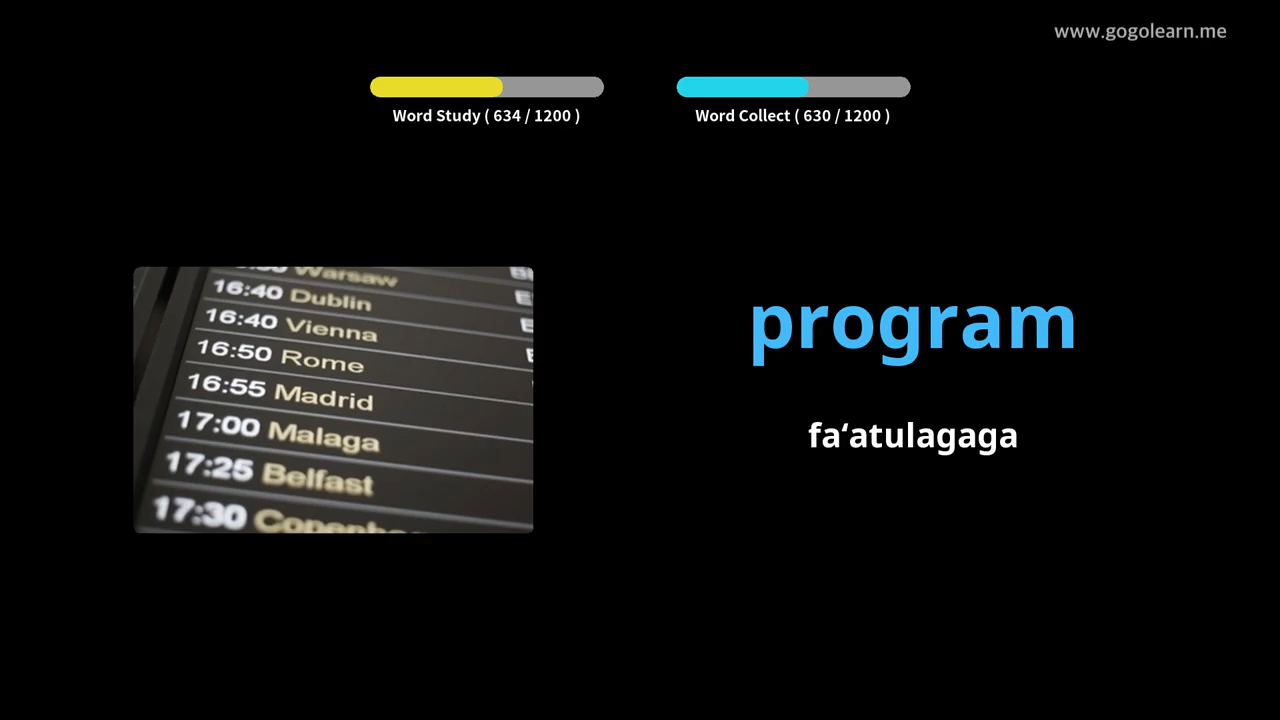 www.gogolearn.me
Word Study ( 634 / 1200 )
Word Collect ( 630 / 1200 )
Warsaw
16:40 Dublin
16:40 Vienna
16:50 Rome
16:55 Madrid
17:00 Malaga
17:25 Belfast
17:30
program
fa‘atulagaga